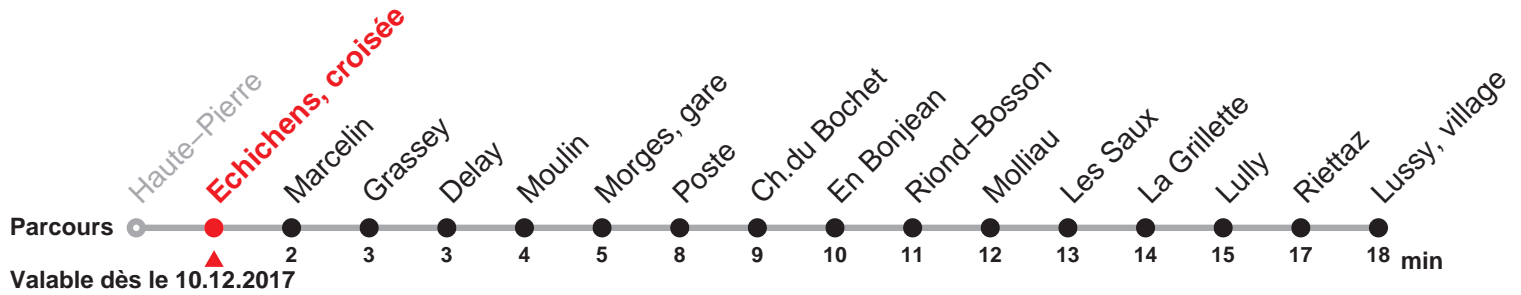 Haute–Pierre
Echichens, croisée
Marcelin
Grassey
Delay
Moulin
Morges, gare
Poste
Ch.du Bochet
En Bonjean
Riond–Bosson
Molliau
Les Saux
La Grillette
Lully
Riettaz
Lussy, village
Parcours
2 3 3 4 5 8 9 10 11 12 13 14 15 17 18 min
Valable dès le 10.12.2017